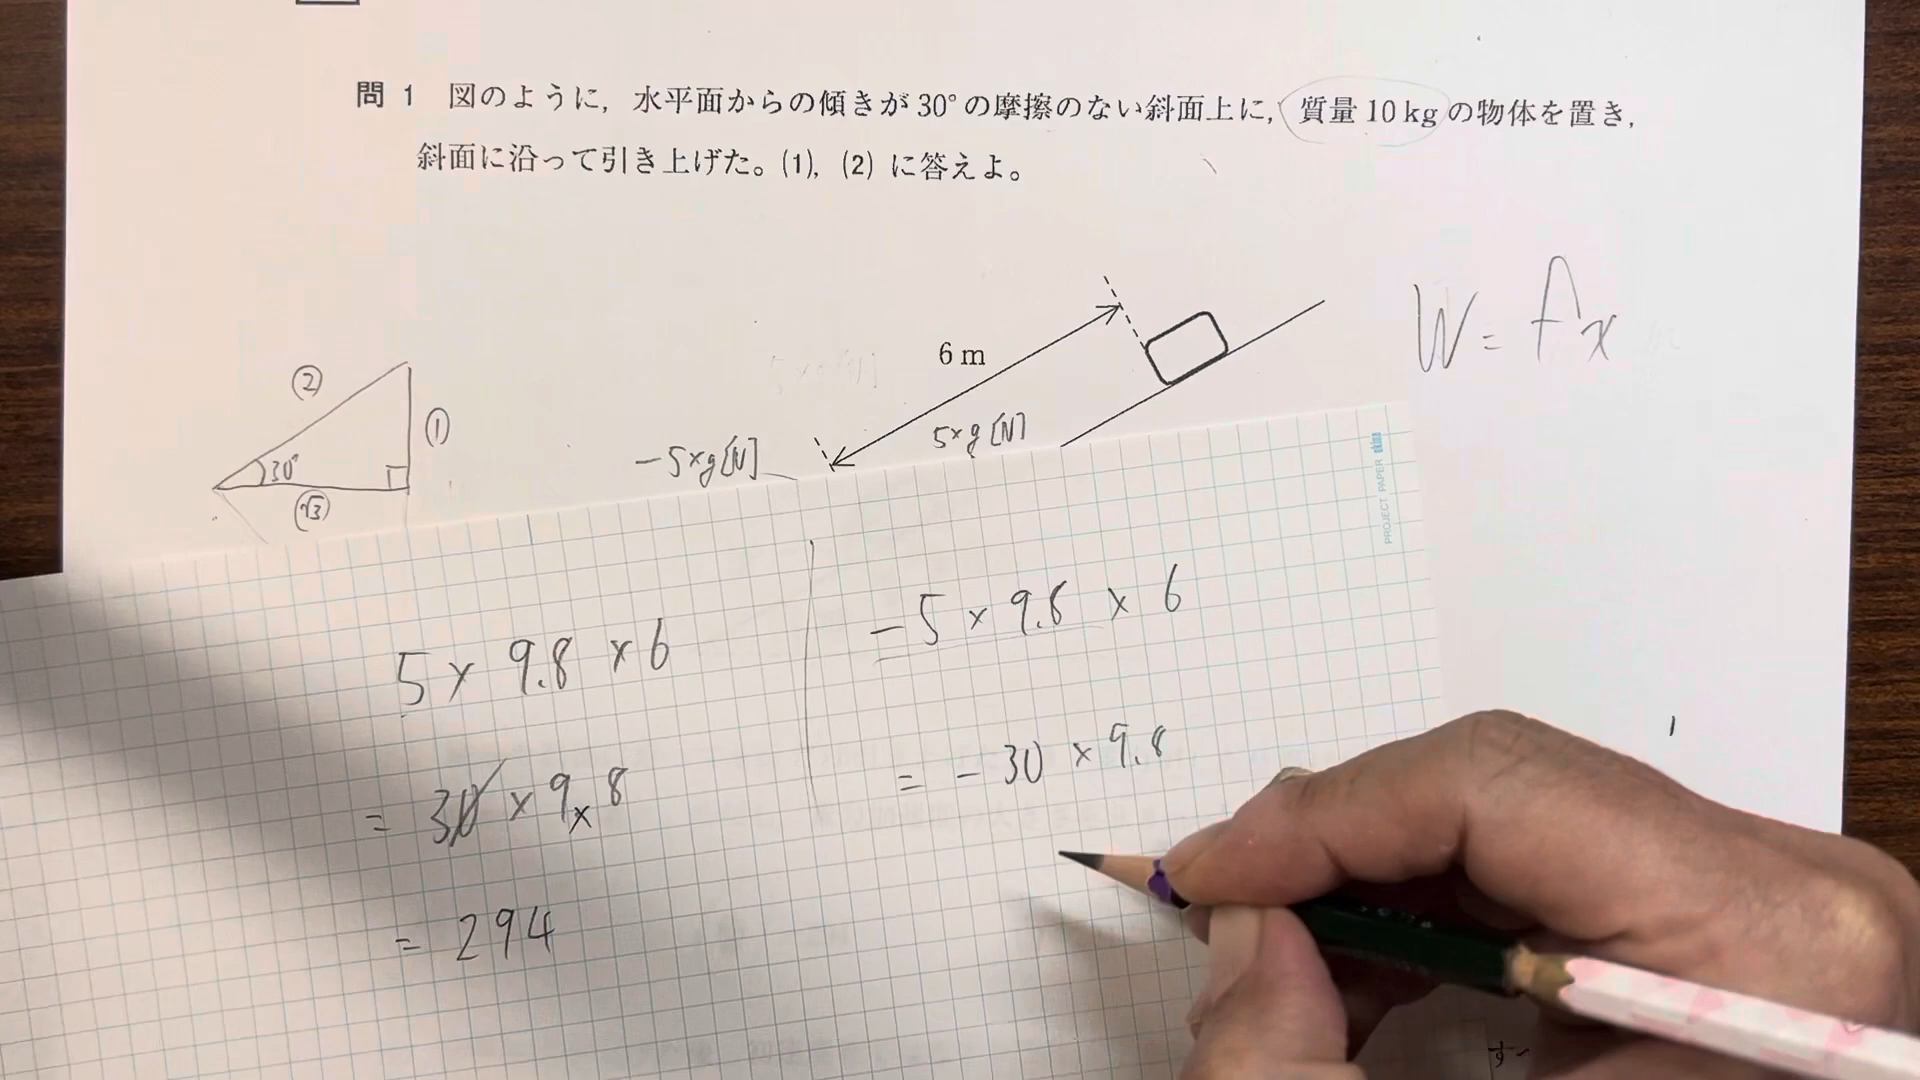 問 1 図のように, 水平面からの傾きが 30° の摩擦のない斜面上に, 質量 10 kg の物体を置き,
斜面に沿って引き上げた。(1), (2) に答えよ。
W = Fx
6 m
②
①
30°
√3
-5×g [N]
5×g [N]
PROJECT PAPER okina
5 × 9.8 × 6
= 30 × 9 × 8
= 294
-5 × 9.8 × 6
= -30 × 9.8